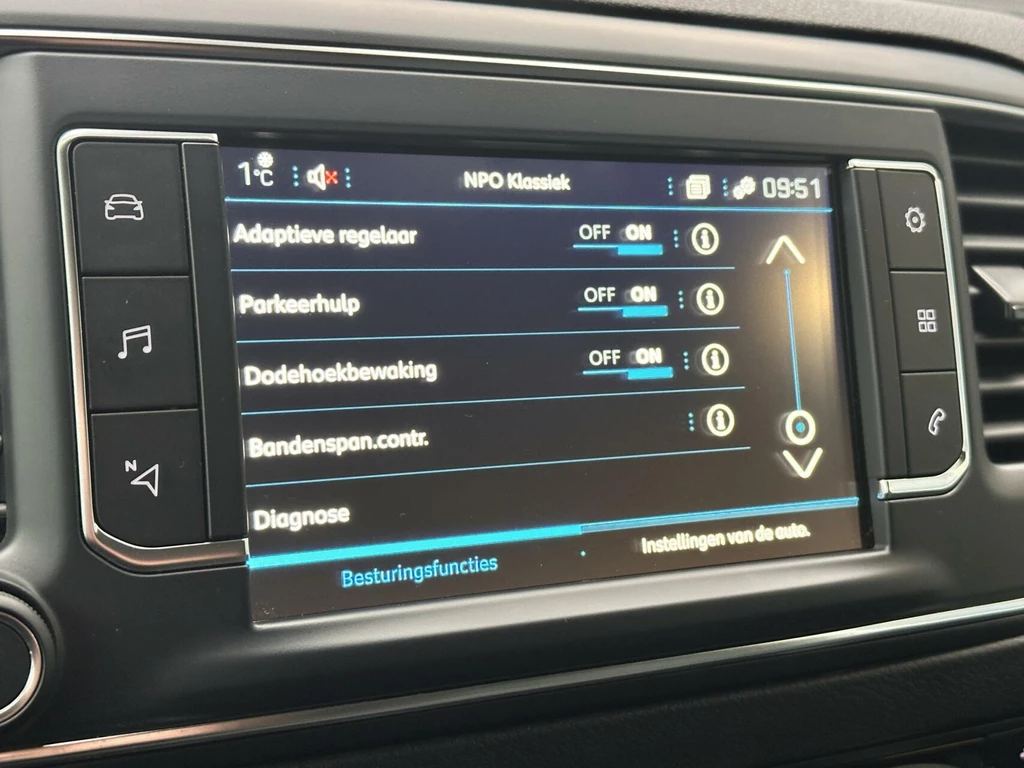 1°C NPO Klassiek 09:51
Adaptieve regelaar OFF ON
Parkeerhulp OFF ON
Dodehoekbewaking OFF ON
Bandenspan.contr.
Diagnose
Besturingsfuncties Instellingen van de auto.
N